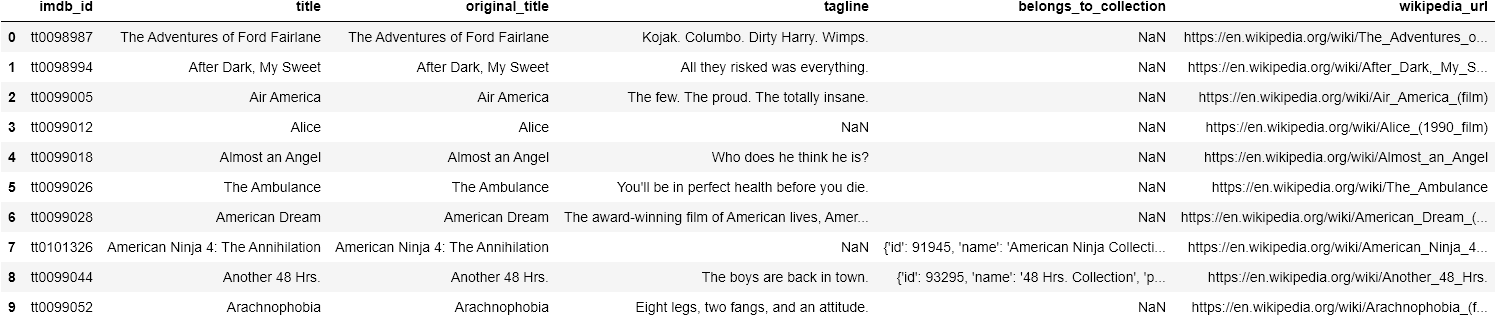 imdb_id title original_title tagline belongs_to_collection wikipedia_url
0 tt0098987 The Adventures of Ford Fairlane The Adventures of Ford Fairlane Kojak. Columbo. Dirty Harry. Wimps. NaN https://en.wikipedia.org/wiki/The_Adventures_o...
1 tt0098994 After Dark, My Sweet After Dark, My Sweet All they risked was everything. NaN https://en.wikipedia.org/wiki/After_Dark,_My_S...
2 tt0099005 Air America Air America The few. The proud. The totally insane. NaN https://en.wikipedia.org/wiki/Air_America_(film)
3 tt0099012 Alice Alice NaN NaN https://en.wikipedia.org/wiki/Alice_(1990_film)
4 tt0099018 Almost an Angel Almost an Angel Who does he think he is? NaN https://en.wikipedia.org/wiki/Almost_an_Angel
5 tt0099026 The Ambulance The Ambulance You'll be in perfect health before you die. NaN https://en.wikipedia.org/wiki/The_Ambulance
6 tt0099028 American Dream American Dream The award-winning film of American lives, Amer... NaN https://en.wikipedia.org/wiki/American_Dream_(...
7 tt0101326 American Ninja 4: The Annihilation American Ninja 4: The Annihilation NaN {'id': 91945, 'name': 'American Ninja Collecti... https://en.wikipedia.org/wiki/American_Ninja_4...
8 tt0099044 Another 48 Hrs. Another 48 Hrs. The boys are back in town. {'id': 93295, 'name': '48 Hrs. Collection', 'p... https://en.wikipedia.org/wiki/Another_48_Hrs.
9 tt0099052 Arachnophobia Arachnophobia Eight legs, two fangs, and an attitude. NaN https://en.wikipedia.org/wiki/Arachnophobia_(f...